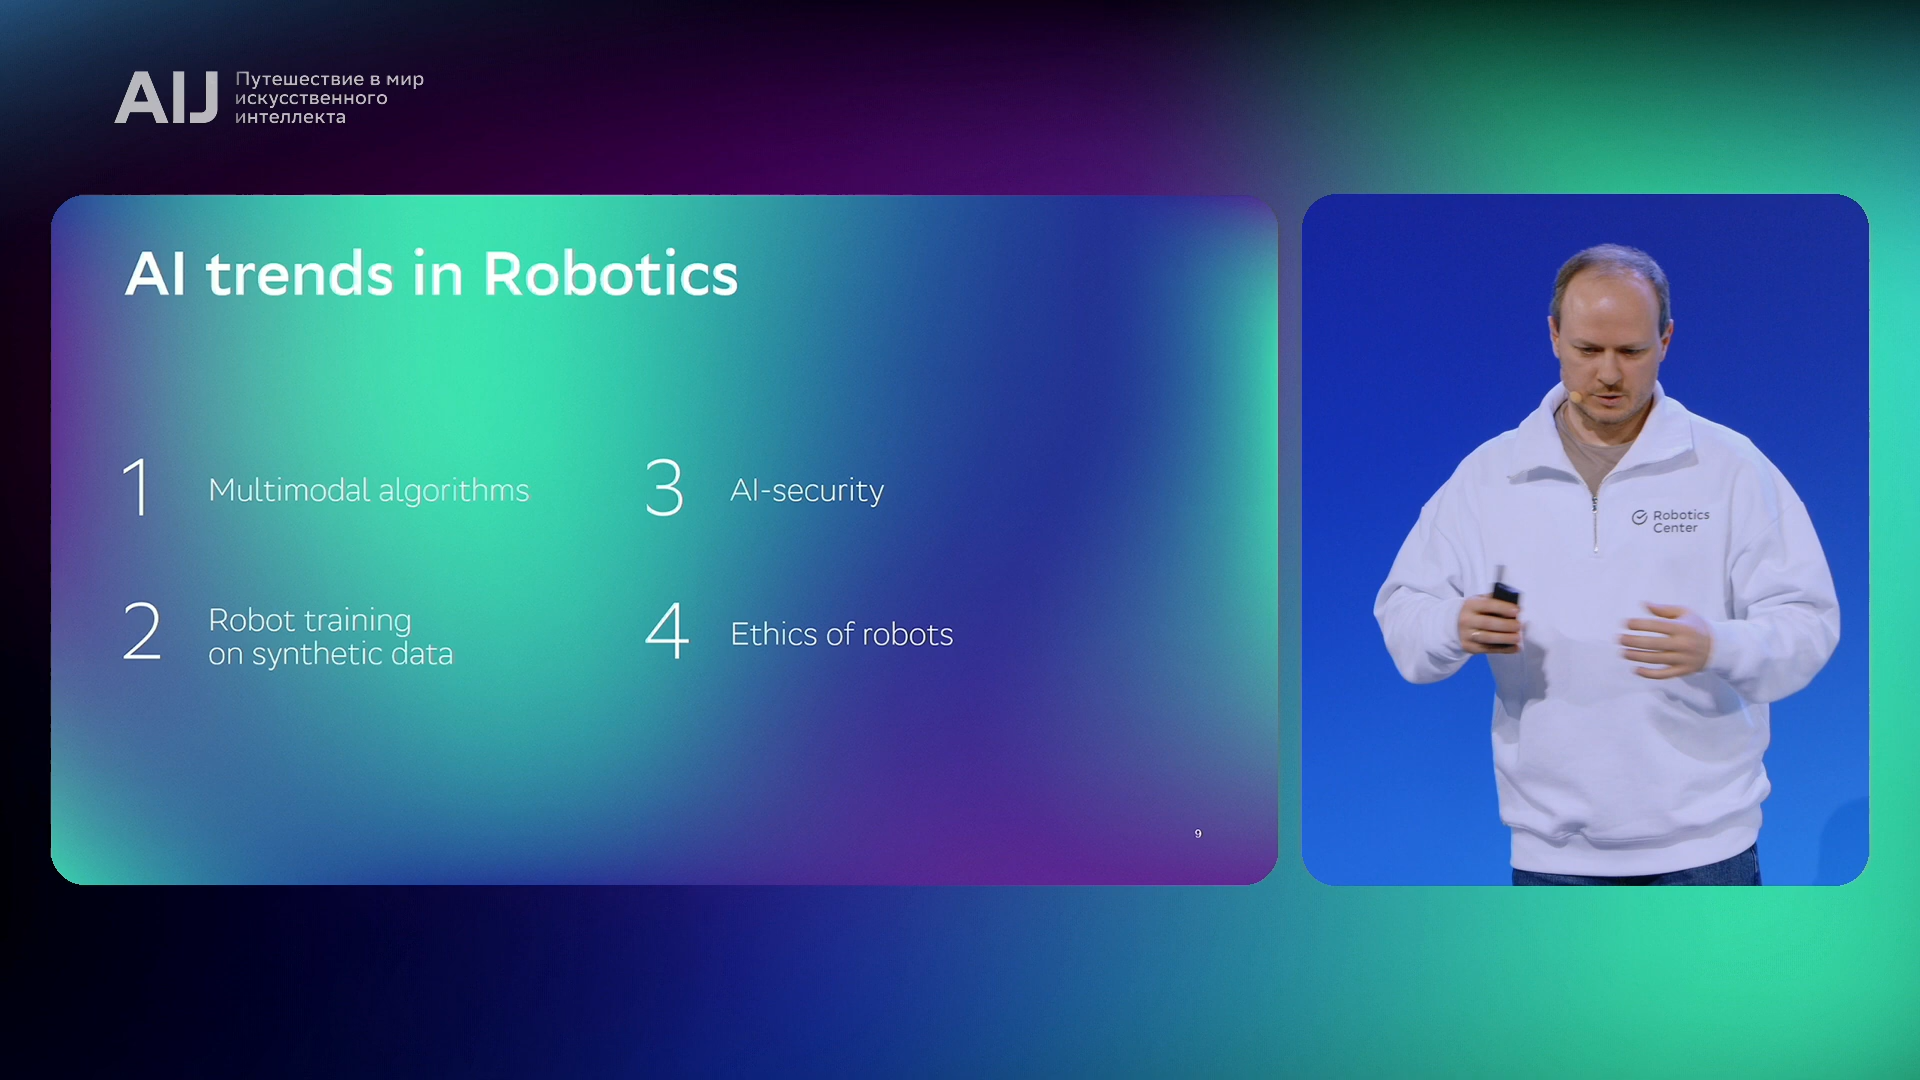 AIJ
Путешествие в мир
искусственного
интеллекта
AI trends in Robotics
1
Multimodal algorithms
2
Robot training
on synthetic data
3
AI-security
4
Ethics of robots
9
Robotics
Center